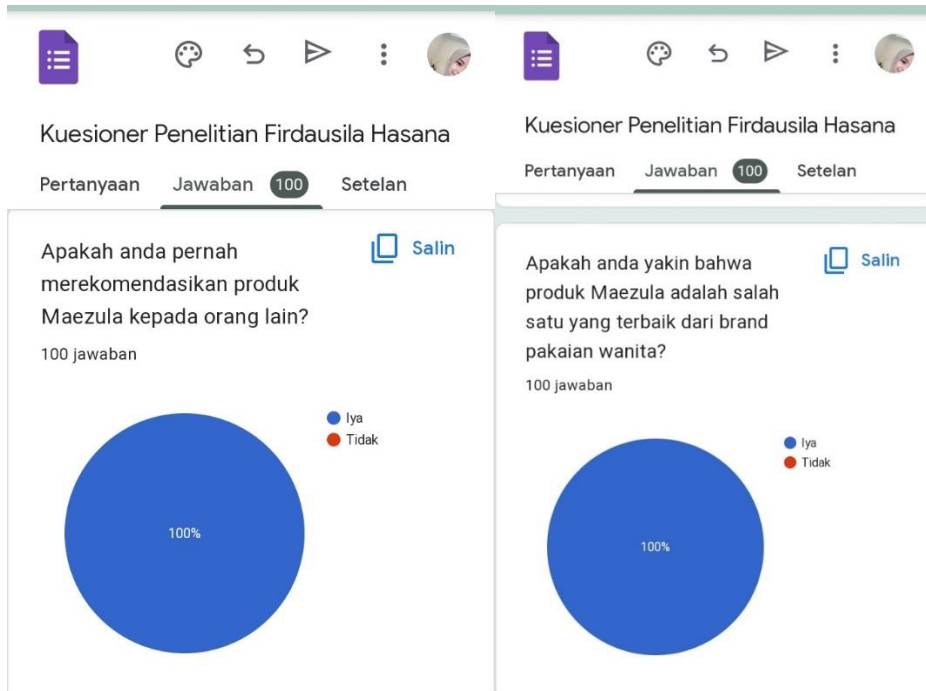 Kuesioner Penelitian Firdausila Hasana
Pertanyaan Jawaban 100 Setelan
Apakah anda pernah
merekomendasikan produk
Maezula kepada orang lain?
Salin
100 jawaban
Iya
Tidak
100%
Kuesioner Penelitian Firdausila Hasana
Pertanyaan Jawaban 100 Setelan
Apakah anda yakin bahwa
produk Maezula adalah salah
satu yang terbaik dari brand
pakaian wanita?
Salin
100 jawaban
Iya
Tidak
100%